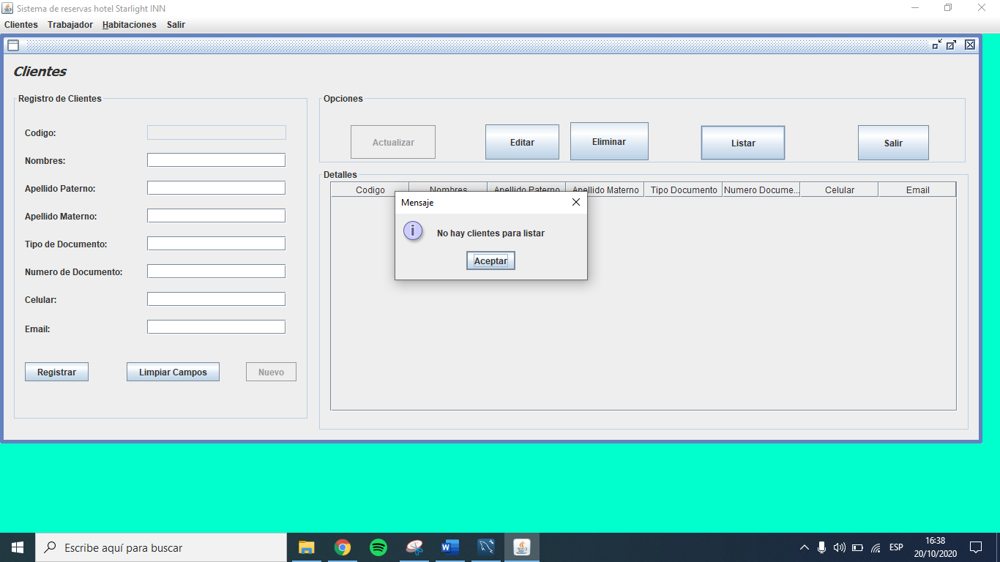 Sistema de reservas hotel Starlight INN
Clientes Trabajador Habitaciones Salir
Clientes
Registro de Clientes
Codigo:
Nombres:
Apellido Paterno:
Apellido Materno:
Tipo de Documento:
Numero de Documento:
Celular:
Email:
Registrar Limpiar Campos Nuevo
Opciones
Actualizar Editar Eliminar Listar Salir
Detalles
Codigo Nombres Apellido Paterno Apellido Materno Tipo Documento Numero Docume... Celular Email
Mensaje
i No hay clientes para listar
Aceptar
Escribe aquí para buscar
W
ESP
16:38
20/10/2020